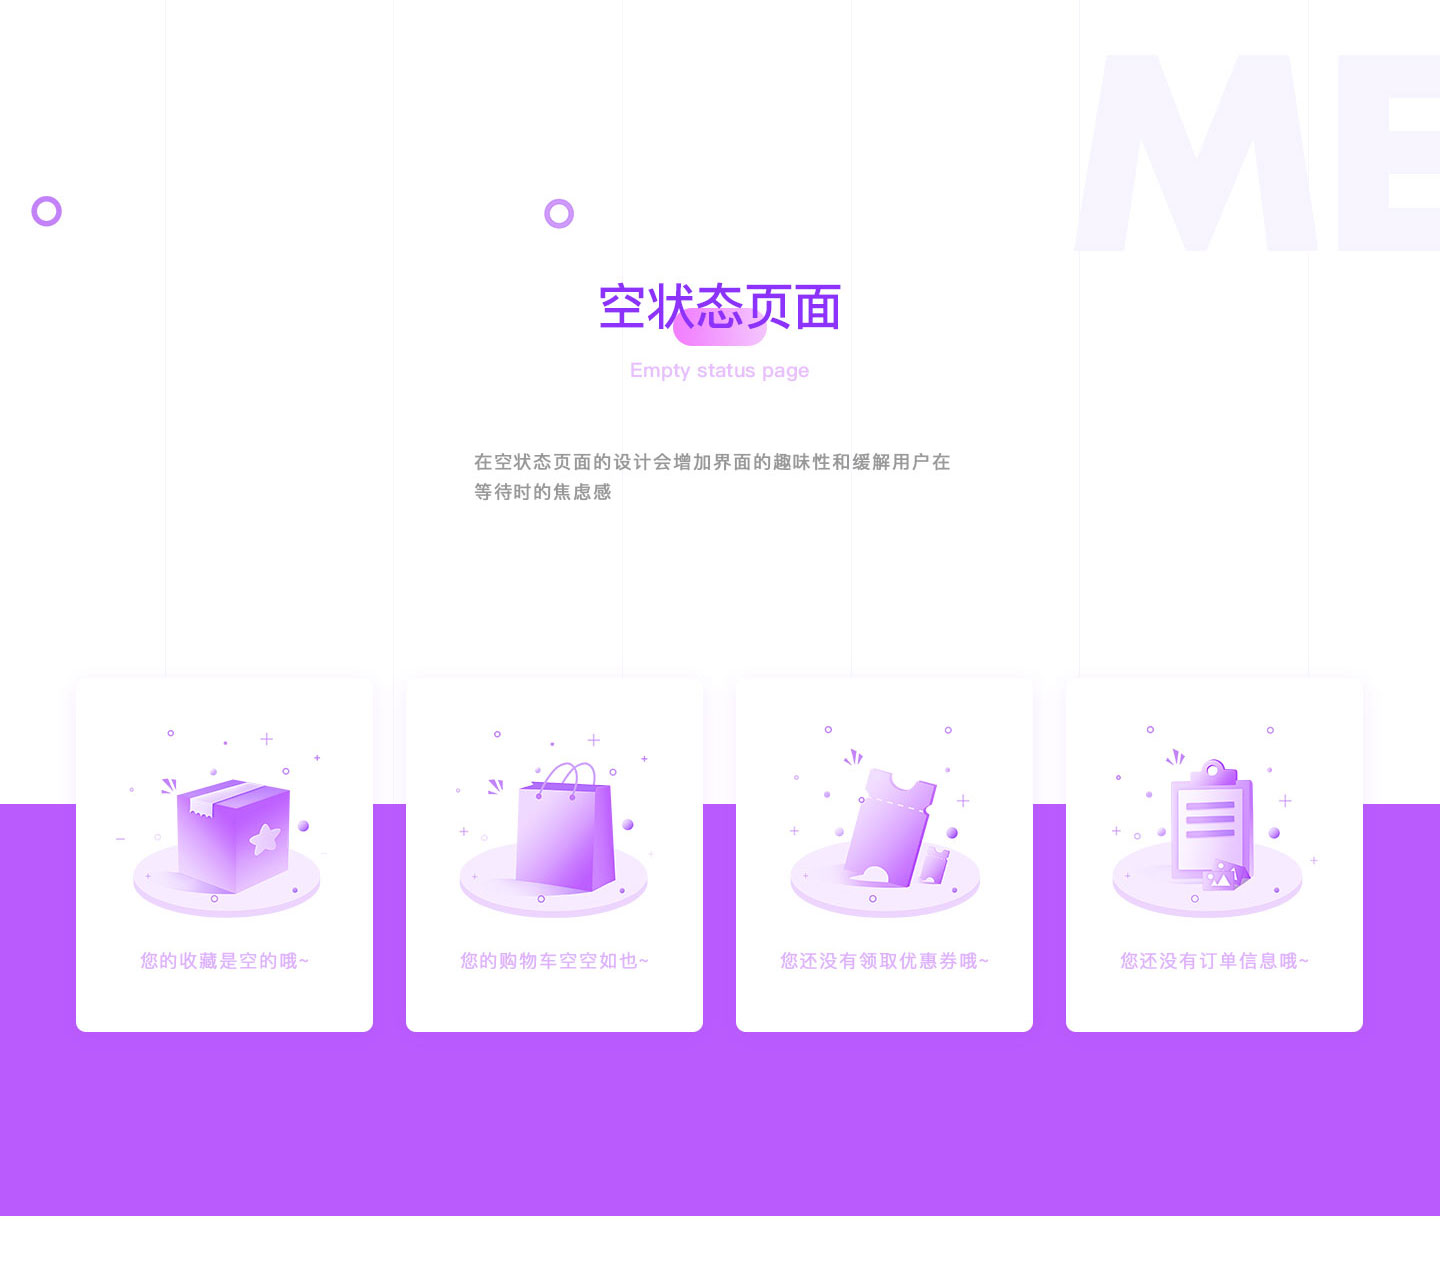 ME
空状态页面
Empty status page
在空状态页面的设计会增加界面的趣味性和缓解用户在
等待时的焦虑感
您的收藏是空的哦~
您的购物车空空如也~
您还没有领取优惠券哦~
您还没有订单信息哦~